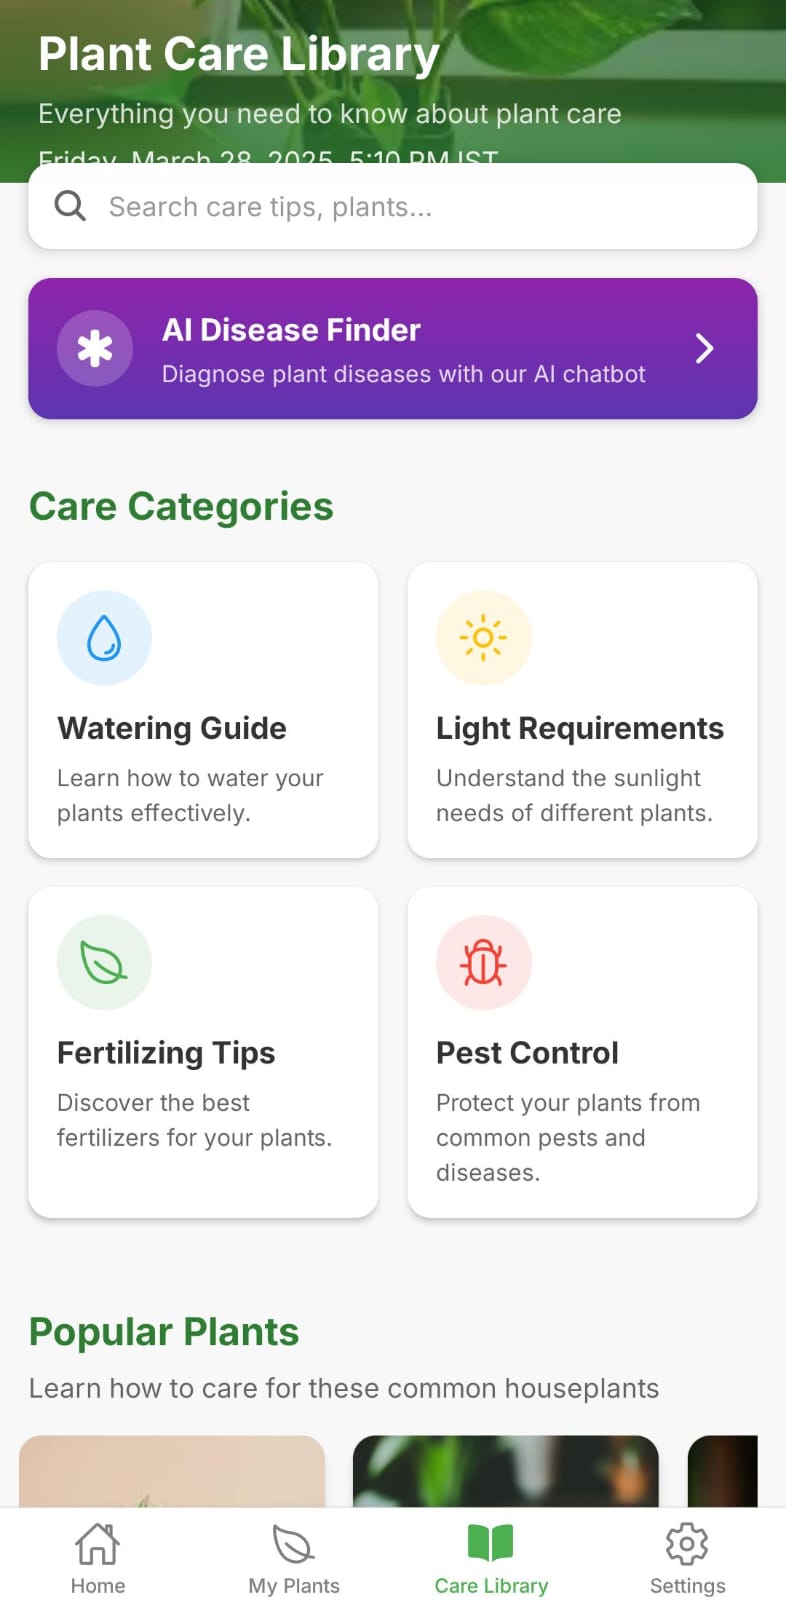 Plant Care Library
Everything you need to know about plant care
Friday, March 28, 2025, 5:10 PM IST
Search care tips, plants...
AI Disease Finder
Diagnose plant diseases with our AI chatbot
Care Categories
Watering Guide
Learn how to water your
plants effectively.
Light Requirements
Understand the sunlight
needs of different plants.
Fertilizing Tips
Discover the best
fertilizers for your plants.
Pest Control
Protect your plants from
common pests and
diseases.
Popular Plants
Learn how to care for these common houseplants
Home
My Plants
Care Library
Settings